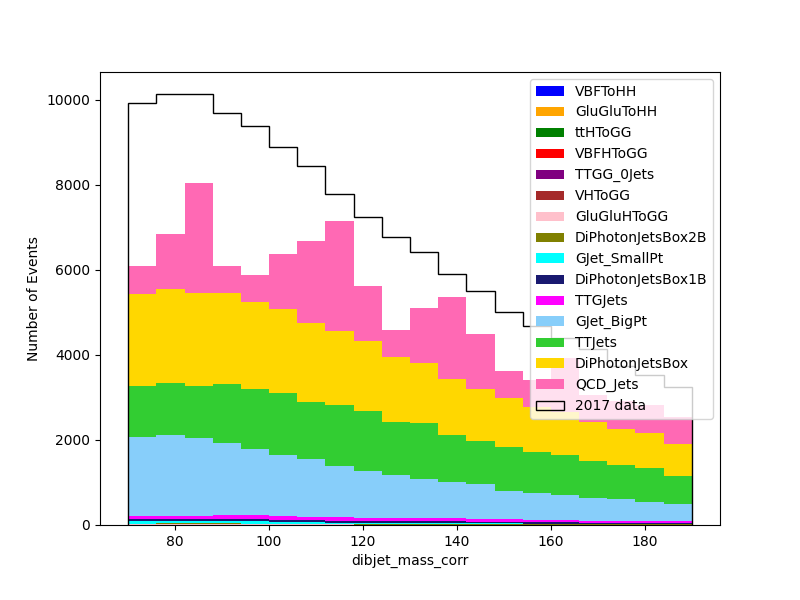 10000
8000
6000
4000
2000
0
Number of Events
80
100
120
140
160
180
dibjet_mass_corr
VBFToHH
GluGluToHH
ttHToGG
VBFHToGG
TTGG_0Jets
VHToGG
GluGluHToGG
DiPhotonJetsBox2B
GJet_SmallPt
DiPhotonJetsBox1B
TTGJets
GJet_BigPt
TTJets
DiPhotonJetsBox
QCD_Jets
2017 data